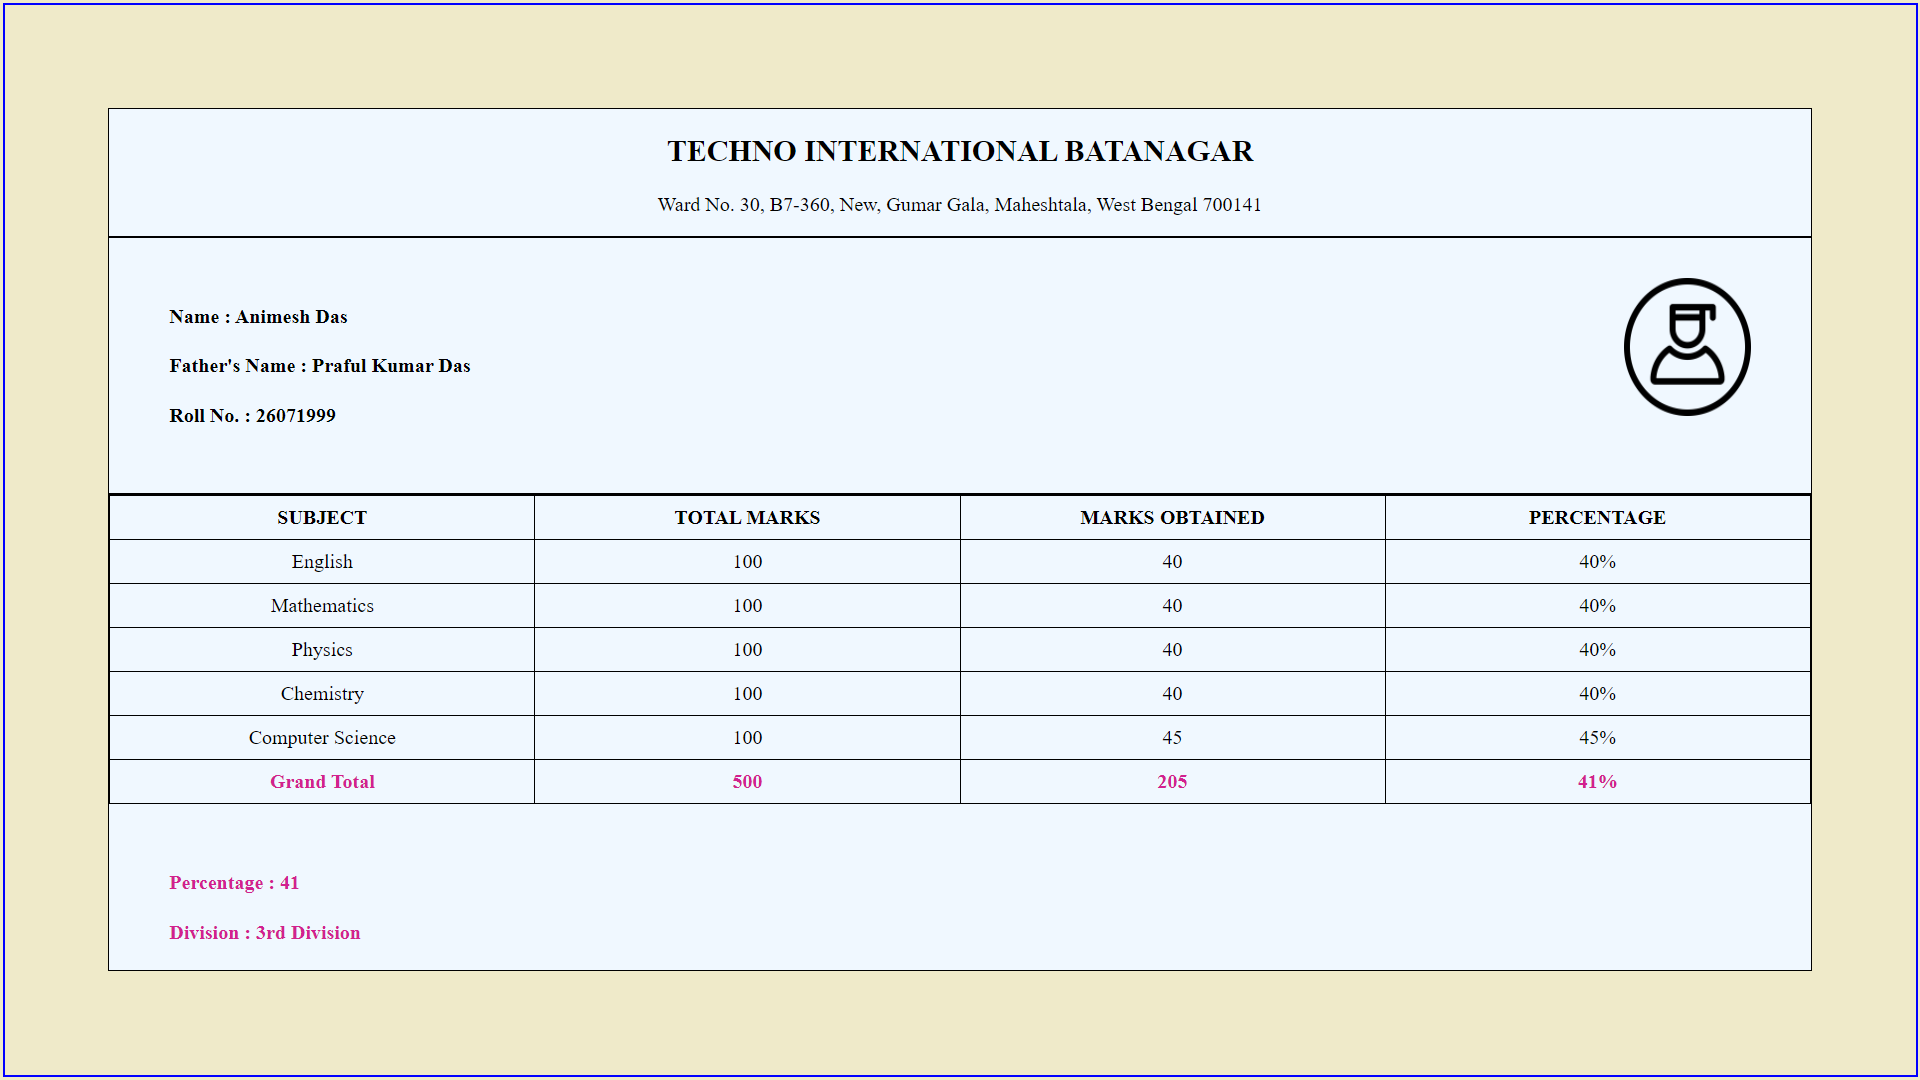 TECHNO INTERNATIONAL BATANAGAR
Ward No. 30, B7-360, New, Gumar Gala, Maheshtala, West Bengal 700141
Name : Animesh Das
Father's Name : Praful Kumar Das
Roll No. : 26071999
SUBJECT TOTAL MARKS MARKS OBTAINED PERCENTAGE
English 100 40 40%
Mathematics 100 40 40%
Physics 100 40 40%
Chemistry 100 40 40%
Computer Science 100 45 45%
Grand Total 500 205 41%
Percentage : 41
Division : 3rd Division